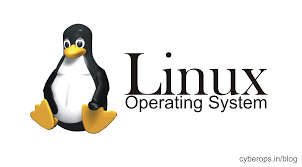 Linux
Operating System
cyberops.in/blog